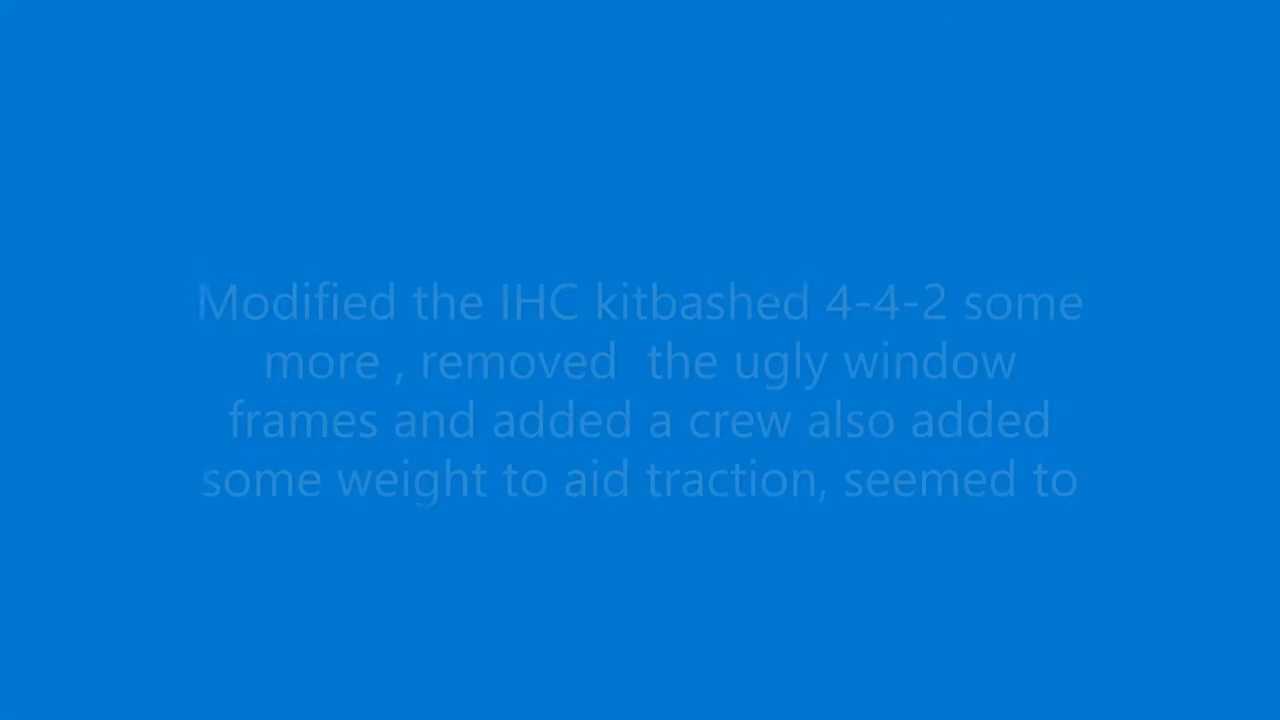 Modified the IHC kitbashed 4-4-2 some
more , removed  the ugly window
frames and added a crew also added
some weight to aid traction, seemed to